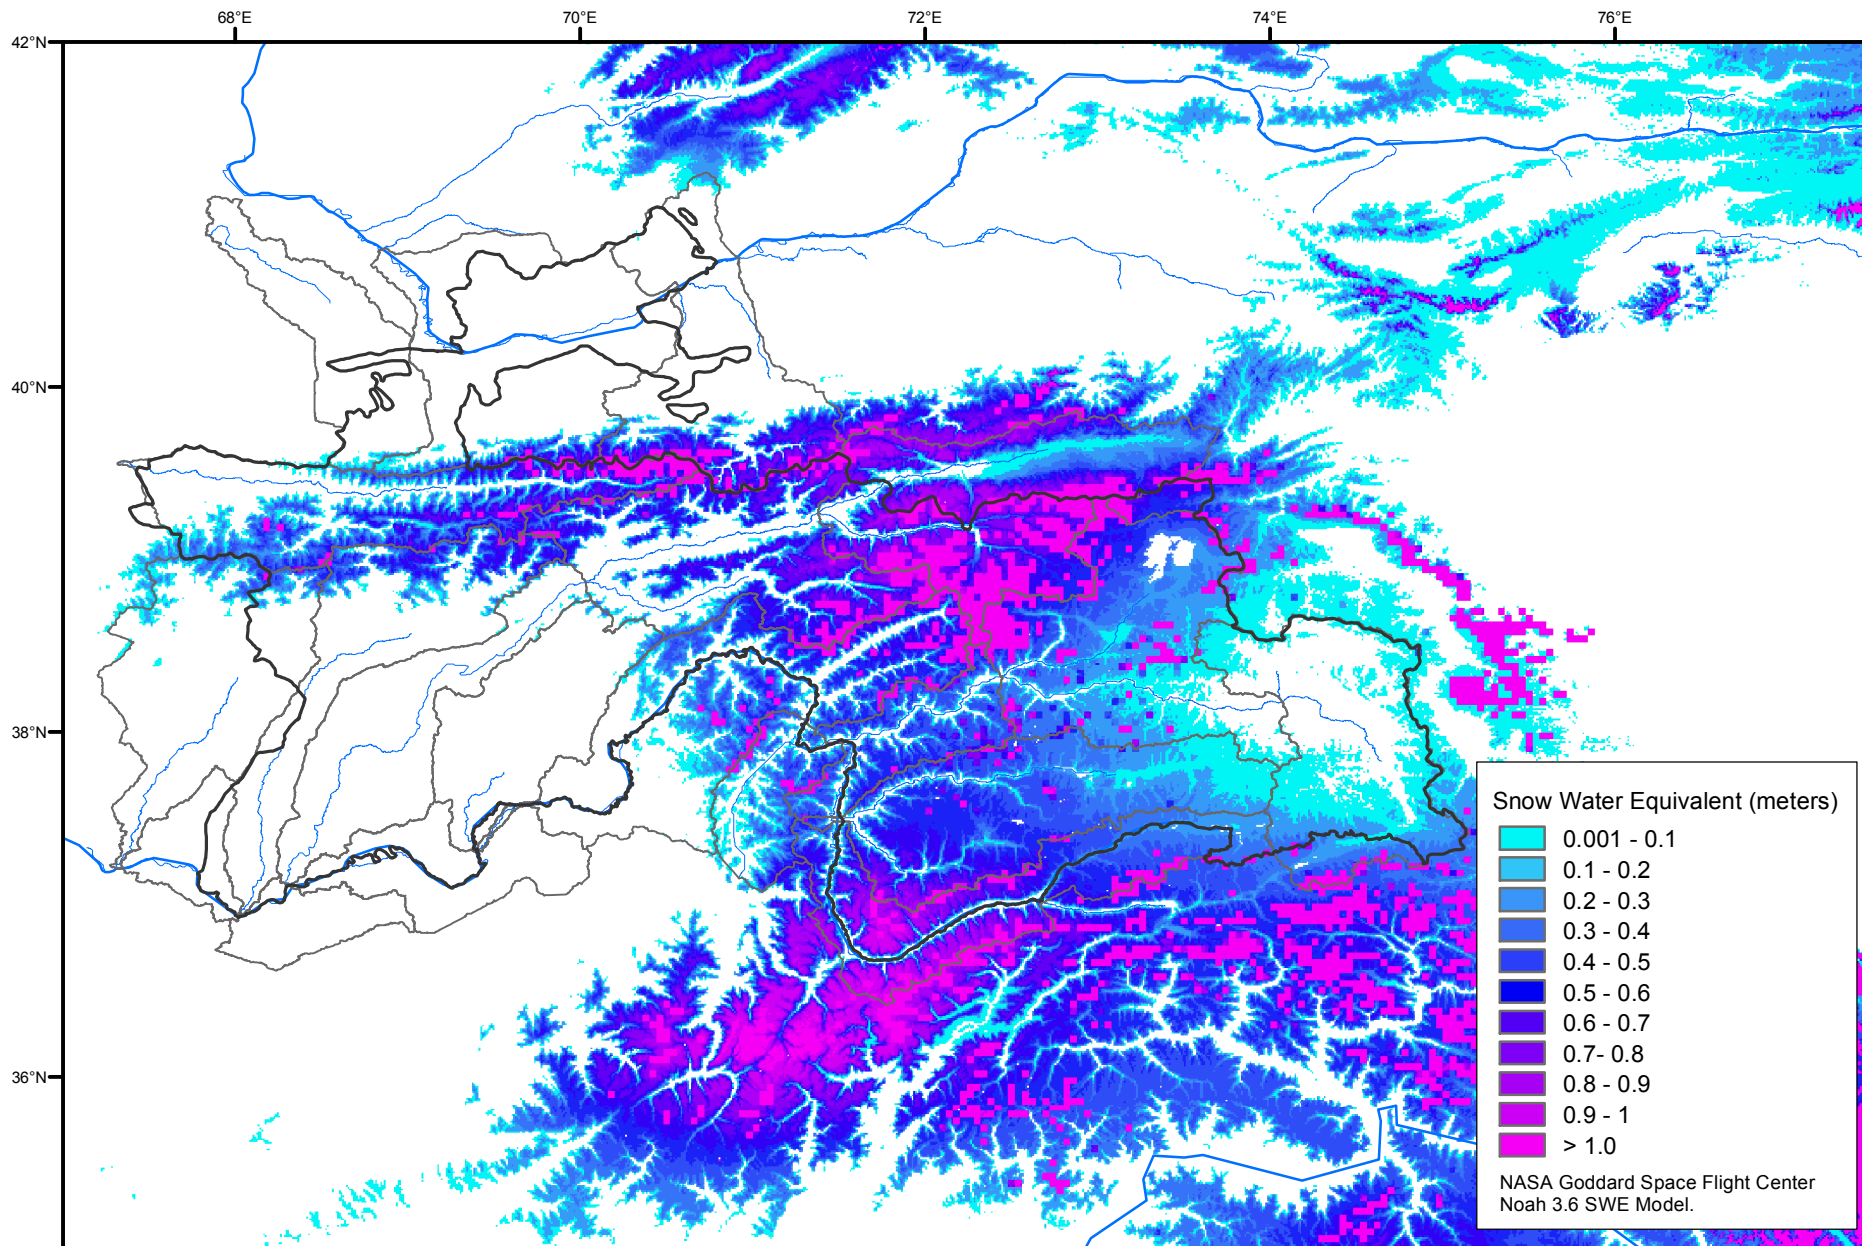 68°E
70°E
72°E
74°E
76°E
42°N
40°N
38°N
36°N
Snow Water Equivalent (meters)
0.001 - 0.1
0.1 - 0.2
0.2 - 0.3
0.3 - 0.4
0.4 - 0.5
0.5 - 0.6
0.6 - 0.7
0.7- 0.8
0.8 - 0.9
0.9 - 1
> 1.0
NASA Goddard Space Flight Center
Noah 3.6 SWE Model.